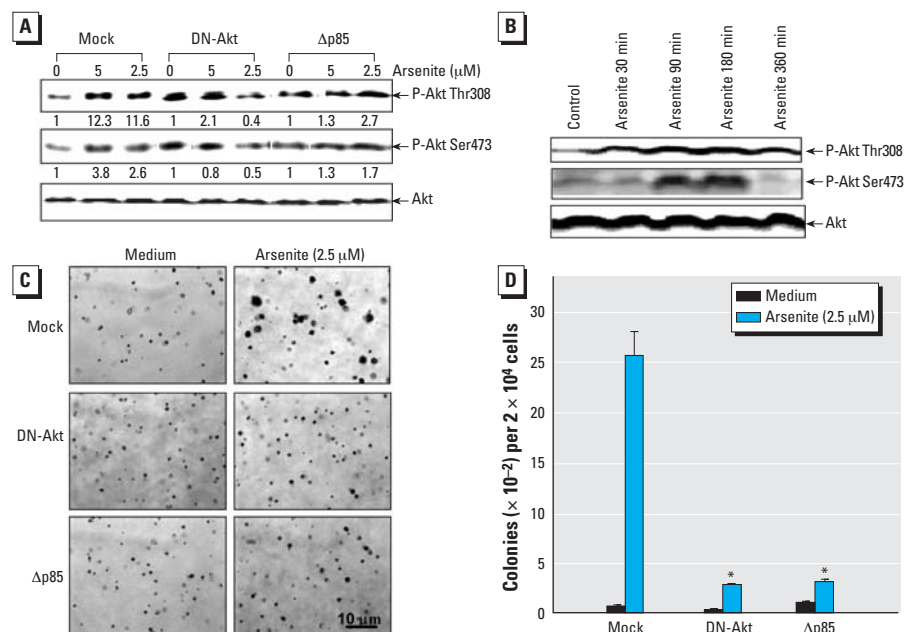 A
Mock DN-Akt Δp85
0 5 2.5 0 5 2.5 0 5 2.5 Arsenite (μM)
P-Akt Thr308
1 12.3 11.6 1 2.1 0.4 1 1.3 2.7
P-Akt Ser473
1 3.8 2.6 1 0.8 0.5 1 1.3 1.7
Akt
B
Control
Arsenite 30 min
Arsenite 90 min
Arsenite 180 min
Arsenite 360 min
P-Akt Thr308
P-Akt Ser473
Akt
C
Medium Arsenite (2.5 μM)
Mock
DN-Akt
Δp85
10 μm
D
Medium
Arsenite (2.5 μM)
Colonies (× 10⁻²) per 2 × 10⁴ cells
30
25
20
15
10
5
0
* *
Mock DN-Akt Δp85